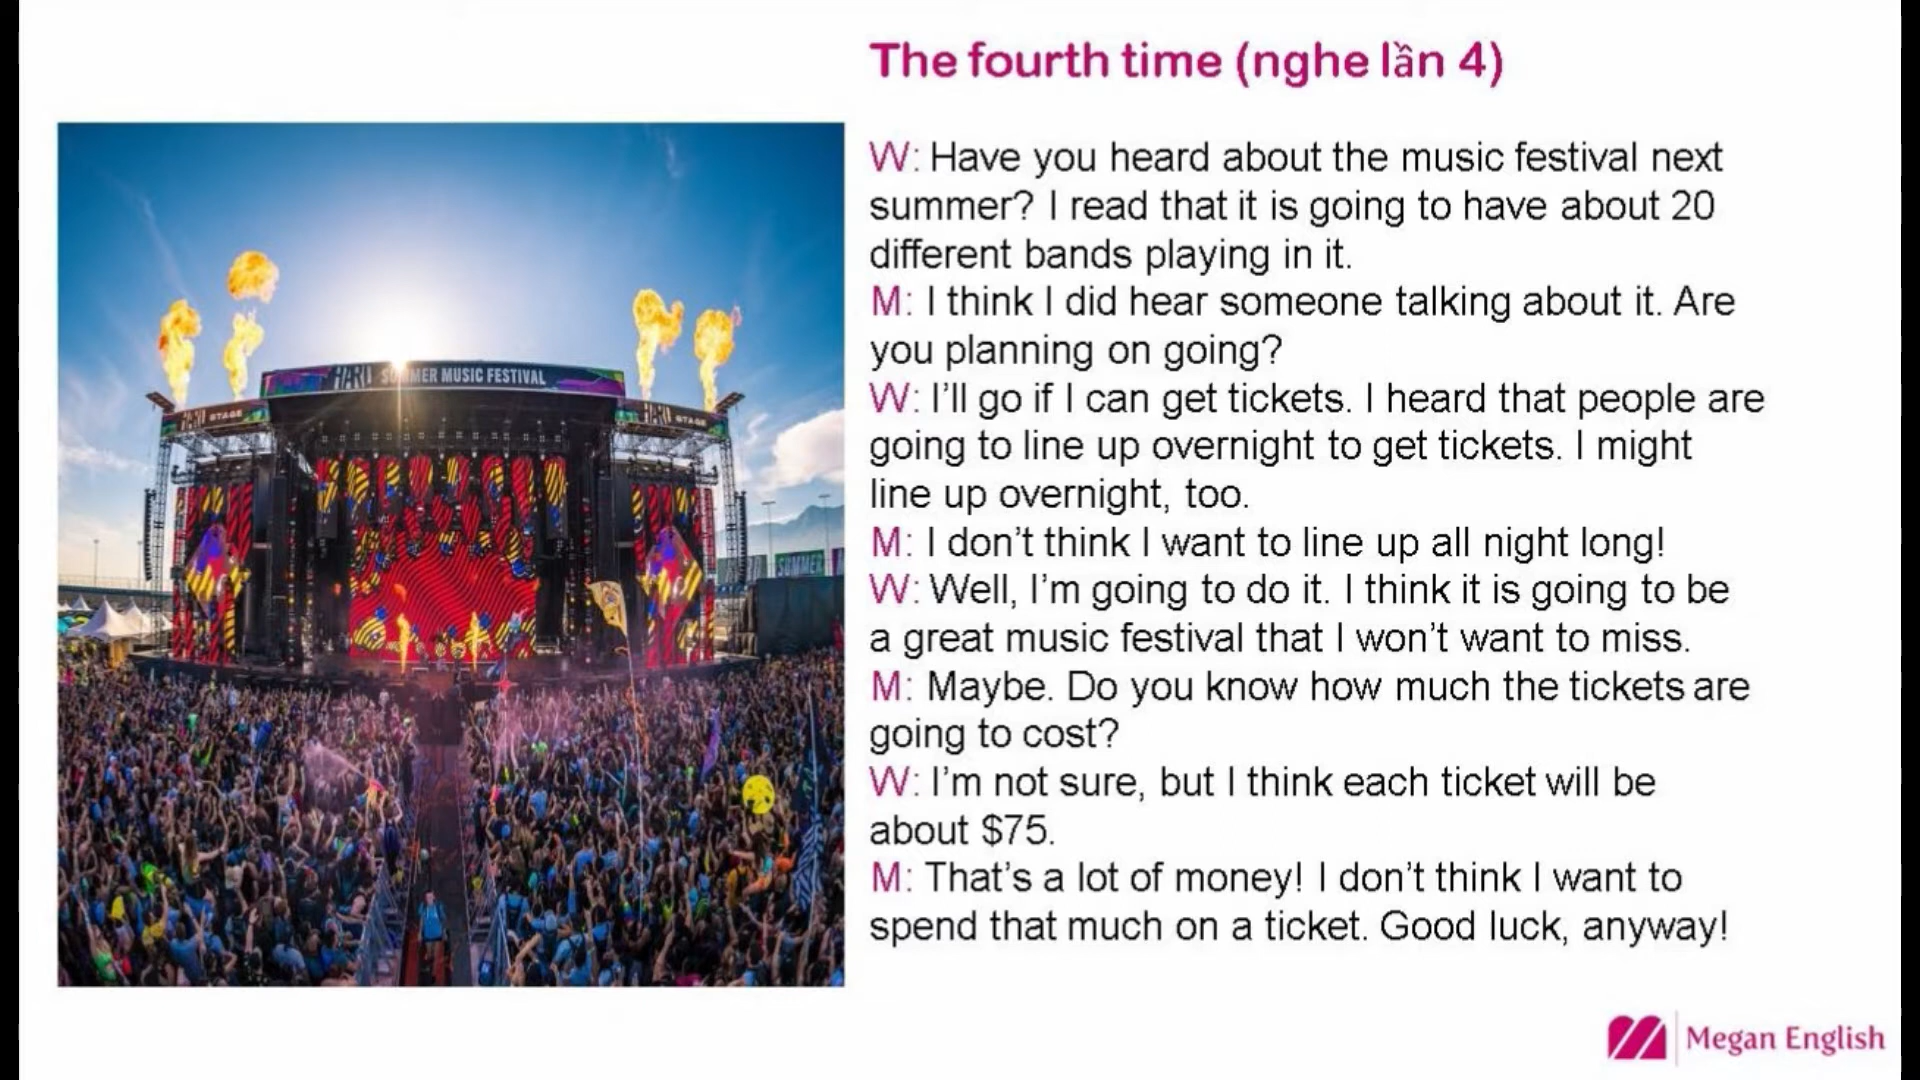 The fourth time (nghe lần 4)
HARD SUMMER MUSIC FESTIVAL
HARD STAGE
HARD STAGE
SUMMER
W: Have you heard about the music festival next
summer? I read that it is going to have about 20
different bands playing in it.
M: I think I did hear someone talking about it. Are
you planning on going?
W: I'll go if I can get tickets. I heard that people are
going to line up overnight to get tickets. I might
line up overnight, too.
M: I don't think I want to line up all night long!
W: Well, I'm going to do it. I think it is going to be
a great music festival that I won't want to miss.
M: Maybe. Do you know how much the tickets are
going to cost?
W: I'm not sure, but I think each ticket will be
about $75.
M: That's a lot of money! I don't think I want to
spend that much on a ticket. Good luck, anyway!
Megan English